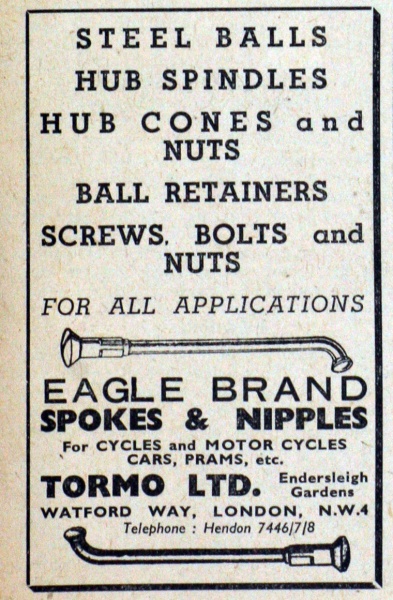 STEEL BALLS
HUB SPINDLES
HUB CONES and
NUTS
BALL RETAINERS
SCREWS, BOLTS and
NUTS
FOR ALL APPLICATIONS
EAGLE BRAND
SPOKES & NIPPLES
For CYCLES and MOTOR CYCLES
CARS, PRAMS, etc.
TORMO LTD. Endersleigh
Gardens
WATFORD WAY, LONDON, N.W.4
Telephone : Hendon 7446/7/8